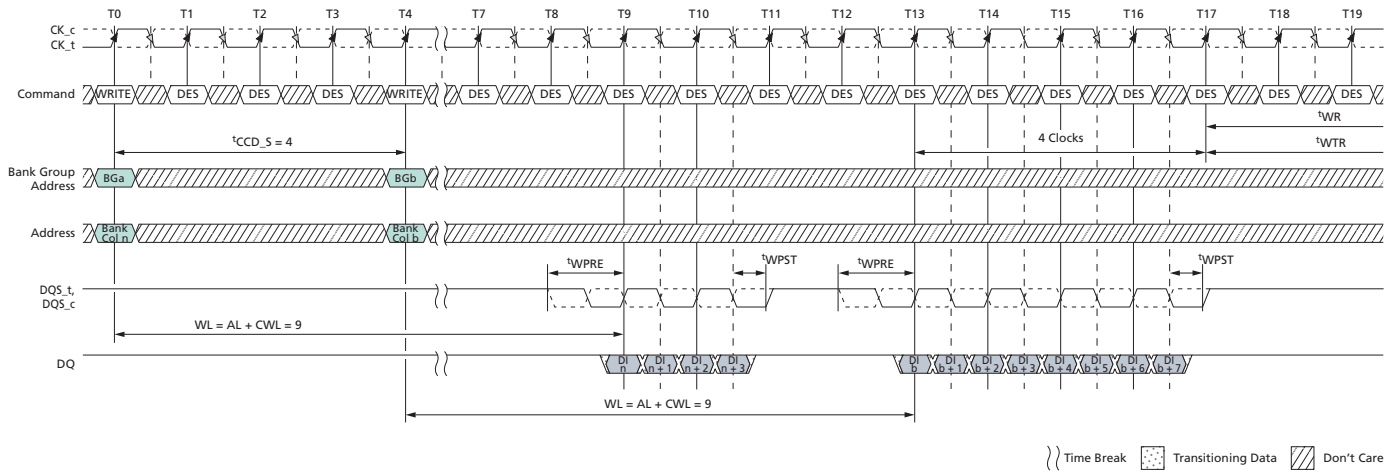 T0 T1 T2 T3 T4 T7 T8 T9 T10 T11 T12 T13 T14 T15 T16 T17 T18 T19
CK_c
CK_t
Command WRITE DES DES DES WRITE DES DES DES DES DES DES DES DES DES DES DES DES DES
tWR
tCCD_S = 4 4 Clocks tWTR
Bank Group
Address BGa BGb
Address Bank
Col n Bank
Col b
tWPRE tWPST tWPRE tWPST
DQS_t,
DQS_c
WL = AL + CWL = 9
DQ DI
n DI
n + 1 DI
n + 2 DI
n + 3 DI
b DI
b + 1 DI
b + 2 DI
b + 3 DI
b + 4 DI
b + 5 DI
b + 6 DI
b + 7
WL = AL + CWL = 9
Time Break Transitioning Data Don't Care